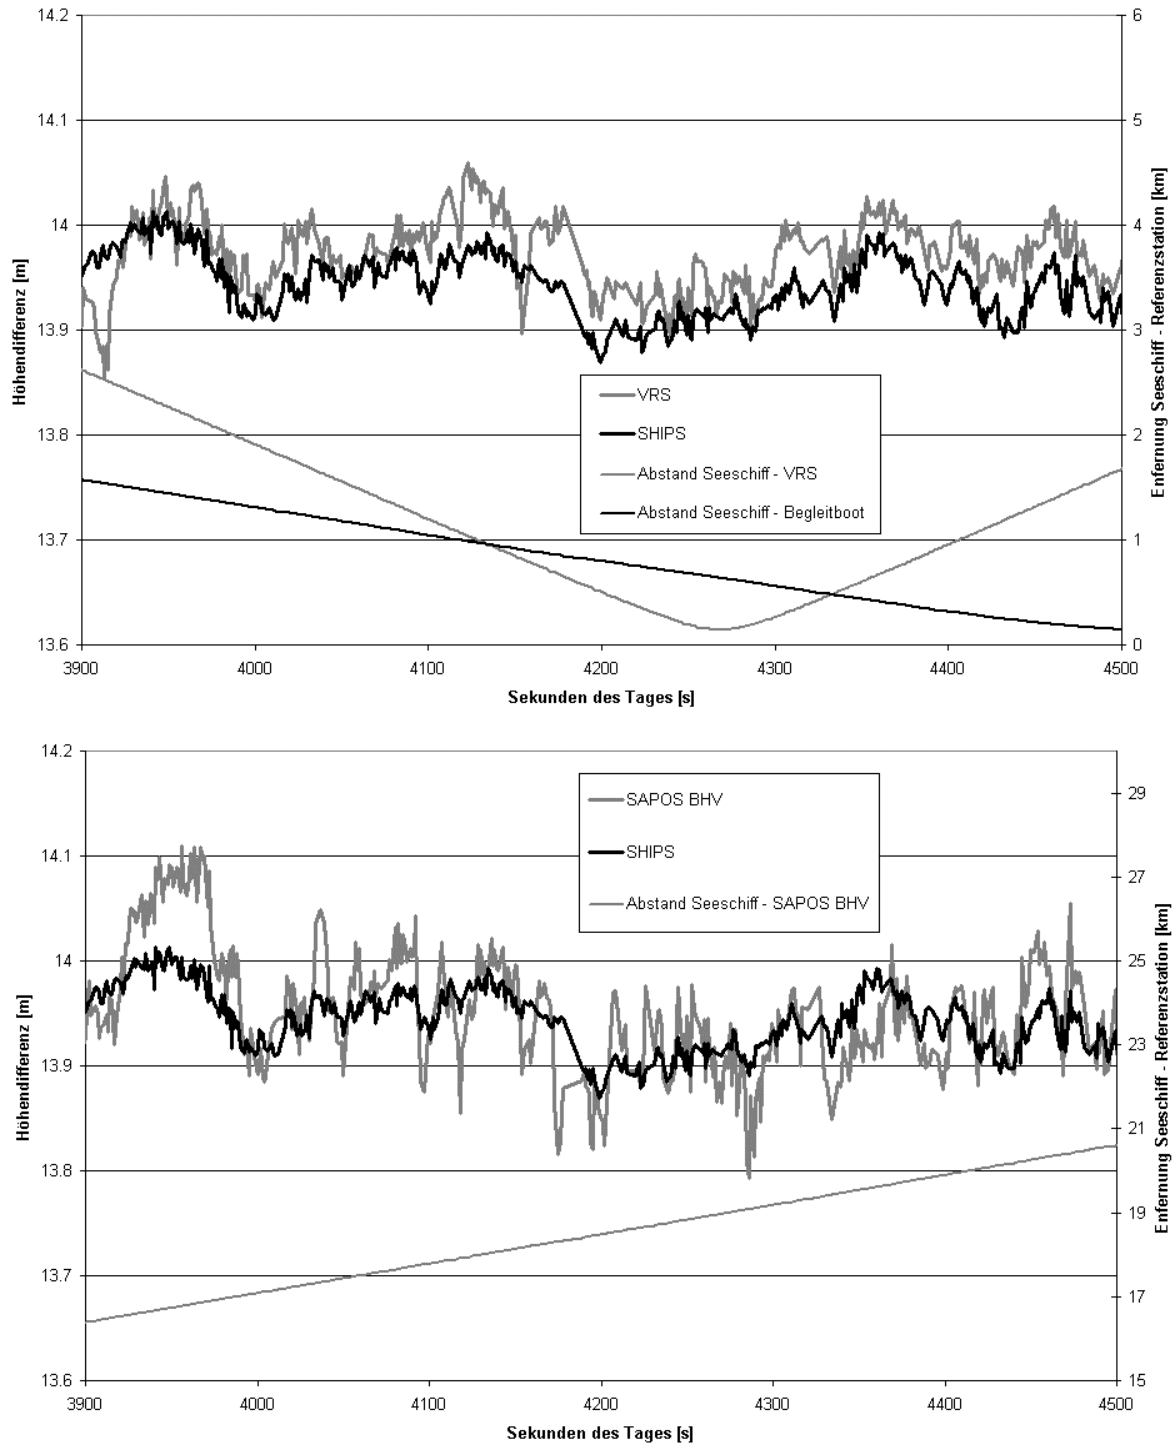 14.2
14.1
14
13.9
13.8
13.7
13.6
Höhendifferenz [m]
6
5
4
3
2
1
0
Enfernung Seeschiff - Referenzstation [km]
VRS
SHIPS
Abstand Seeschiff - VRS
Abstand Seeschiff - Begleitboot
3900 4000 4100 4200 4300 4400 4500
Sekunden des Tages [s]
14.2
14.1
14
13.9
13.8
13.7
13.6
Höhendifferenz [m]
29
27
25
23
21
19
17
15
Enfernung Seeschiff - Referenzstation [km]
SAPOS BHV
SHIPS
Abstand Seeschiff - SAPOS BHV
3900 4000 4100 4200 4300 4400 4500
Sekunden des Tages [s]